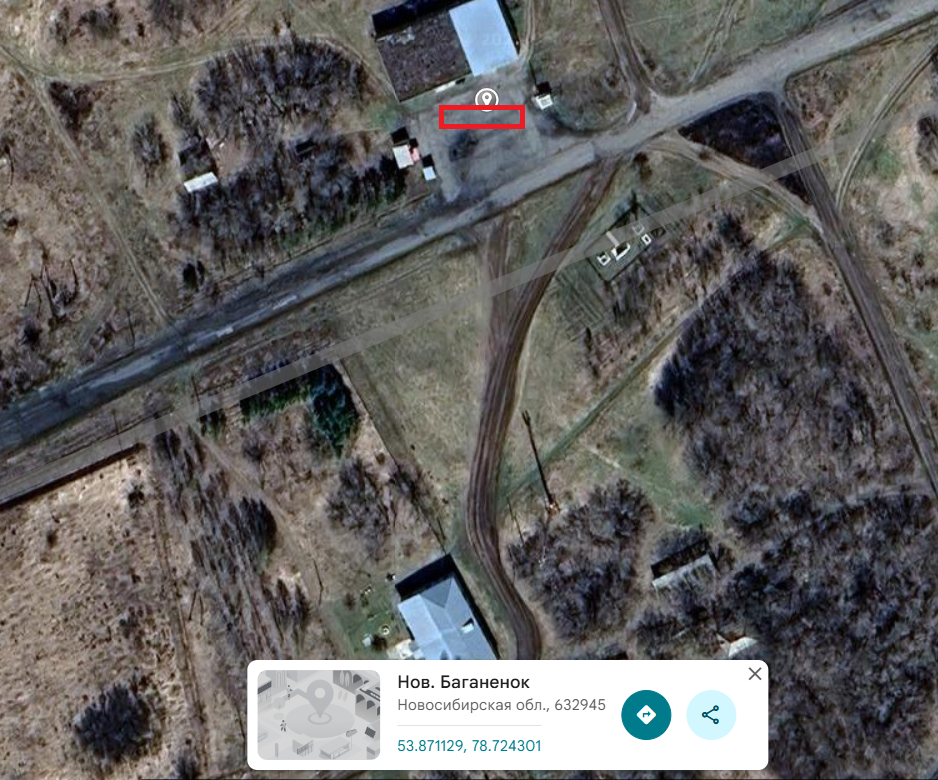 Нов. Баганенок
Новосибирская обл., 632945
53.871129, 78.724301